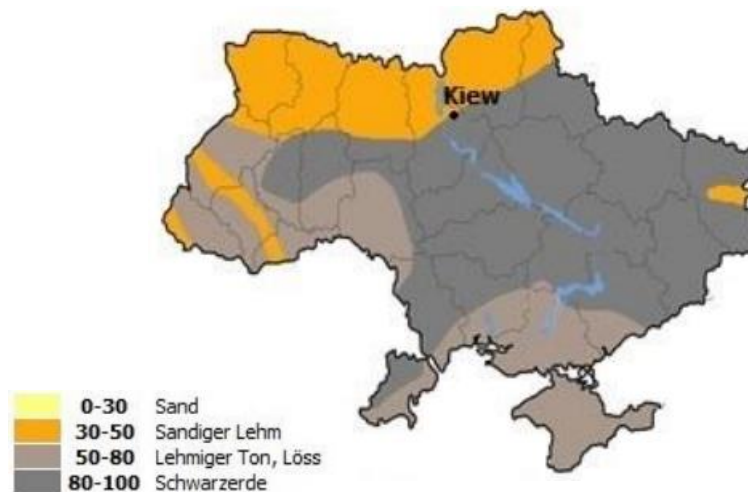 Kiew
0-30 Sand
30-50 Sandiger Lehm
50-80 Lehmiger Ton, Löss
80-100 Schwarzerde